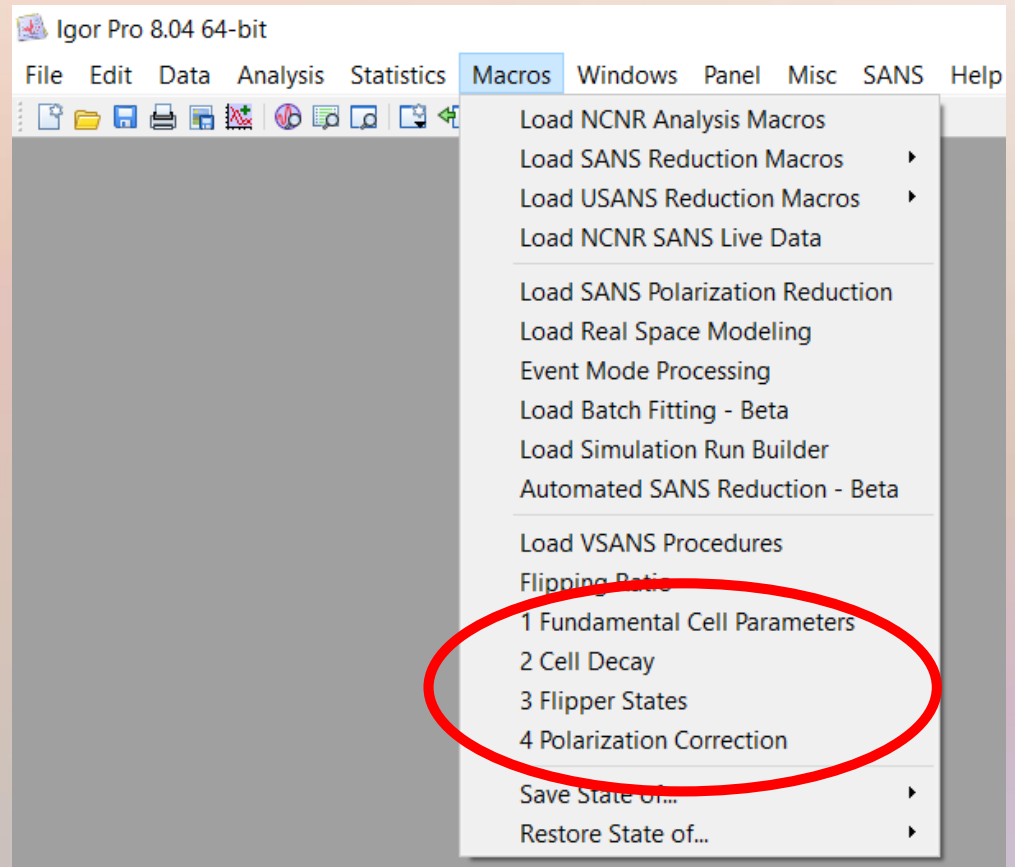 Igor Pro 8.04 64-bit
File Edit Data Analysis Statistics Macros Windows Panel Misc SANS Help
Load NCNR Analysis Macros
Load SANS Reduction Macros
Load USANS Reduction Macros
Load NCNR SANS Live Data
Load SANS Polarization Reduction
Load Real Space Modeling
Event Mode Processing
Load Batch Fitting - Beta
Load Simulation Run Builder
Automated SANS Reduction - Beta
Load VSANS Procedures
Flipping Ratio
1 Fundamental Cell Parameters
2 Cell Decay
3 Flipper States
4 Polarization Correction
Save State of...
Restore State of...